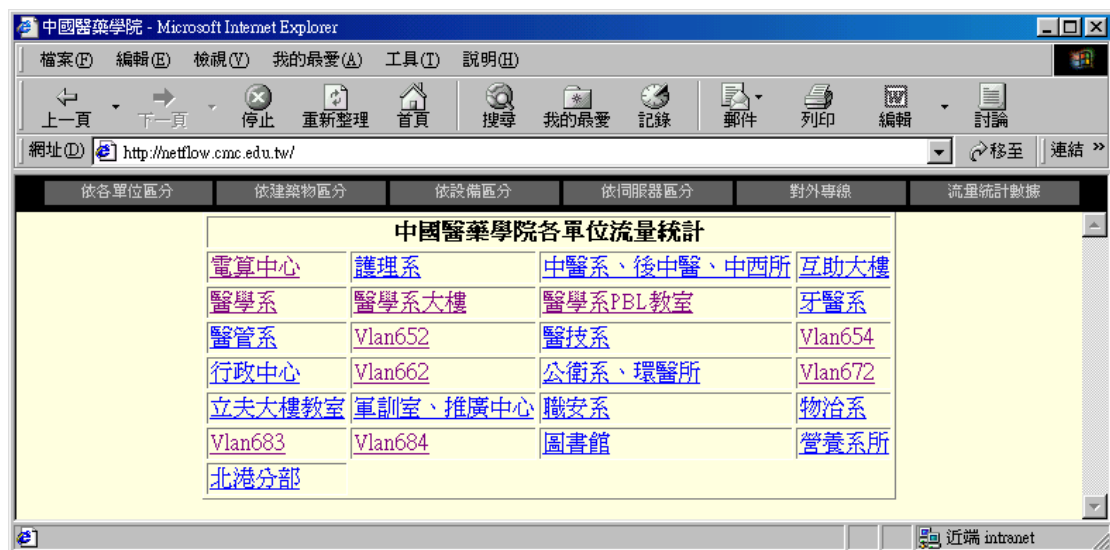 中國醫藥學院 - Microsoft Internet Explorer
檔案(F) 編輯(E) 檢視(V) 我的最愛(A) 工具(T) 說明(H)
上一頁 下一頁 停止 重新整理 首頁 搜尋 我的最愛 記錄 郵件 列印 編輯 討論
網址(D) http://netflow.cmc.edu.tw/ 移至 連結 »
依各單位區分 依建築物區分 依設備區分 依伺服器區分 對外專線 流量統計數據
中國醫藥學院各單位流量統計
電算中心 護理系 中醫系、後中醫、中西所 互助大樓
醫學系 醫學系大樓 醫學系PBL教室 牙醫系
醫管系 Vlan652 醫技系 Vlan654
行政中心 Vlan662 公衛系、環醫所 Vlan672
立夫大樓教室 軍訓室、推廣中心 職安系 物治系
Vlan683 Vlan684 圖書館 營養系所
北港分部
近端 intranet